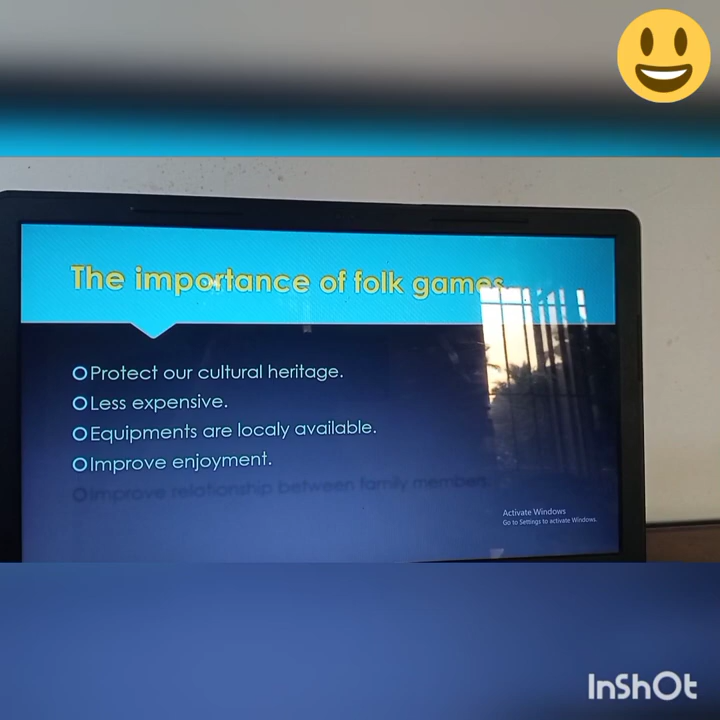 The importance of folk games
Protect our cultural heritage.
Less expensive.
Equipments are localy available.
Improve enjoyment.
Improve relationship between family members.
Activate Windows
Go to Settings to activate Windows.
InShOt